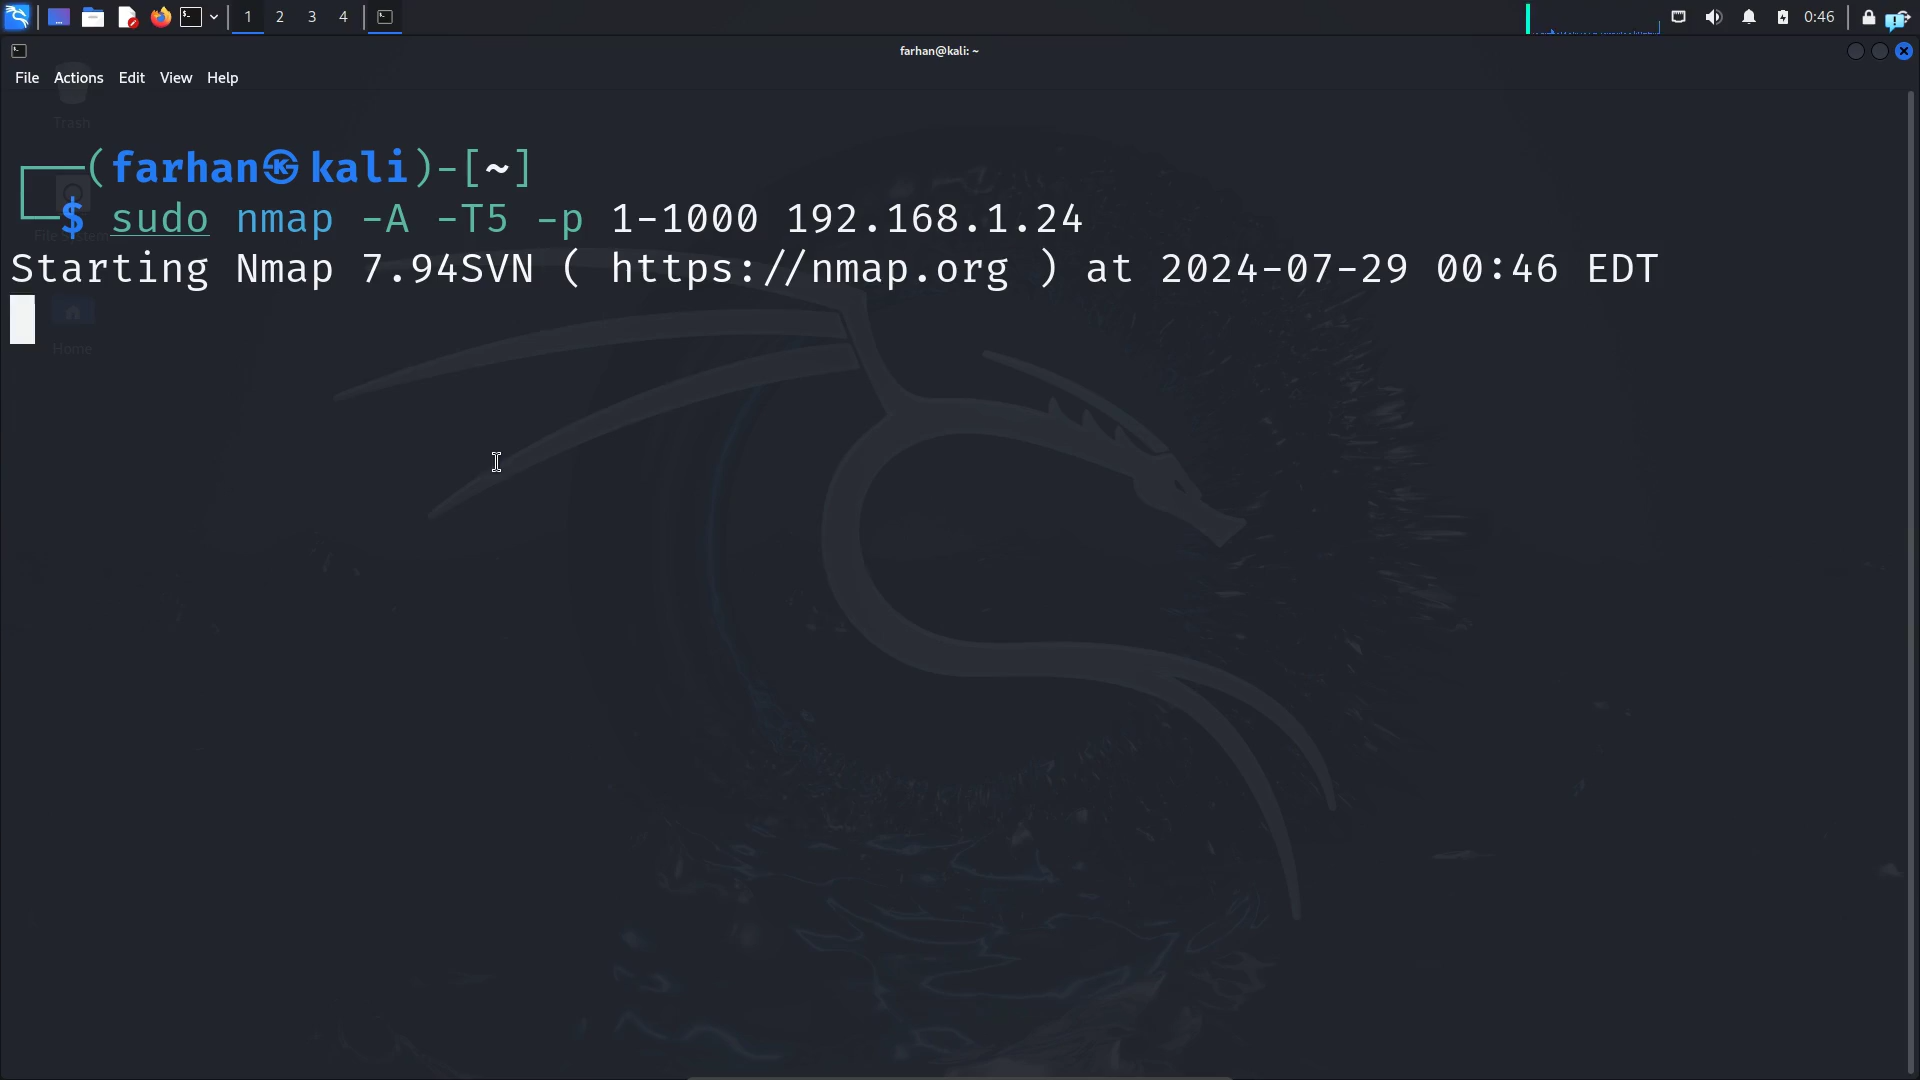 1 2 3 4 0:46
farhan@kali: ~
File Actions Edit View Help
Trash
┌──(farhan㉿kali)-[~]
└─$ sudo nmap -A -T5 -p 1-1000 192.168.1.24
File System
Starting Nmap 7.94SVN ( https://nmap.org ) at 2024-07-29 00:46 EDT
Home